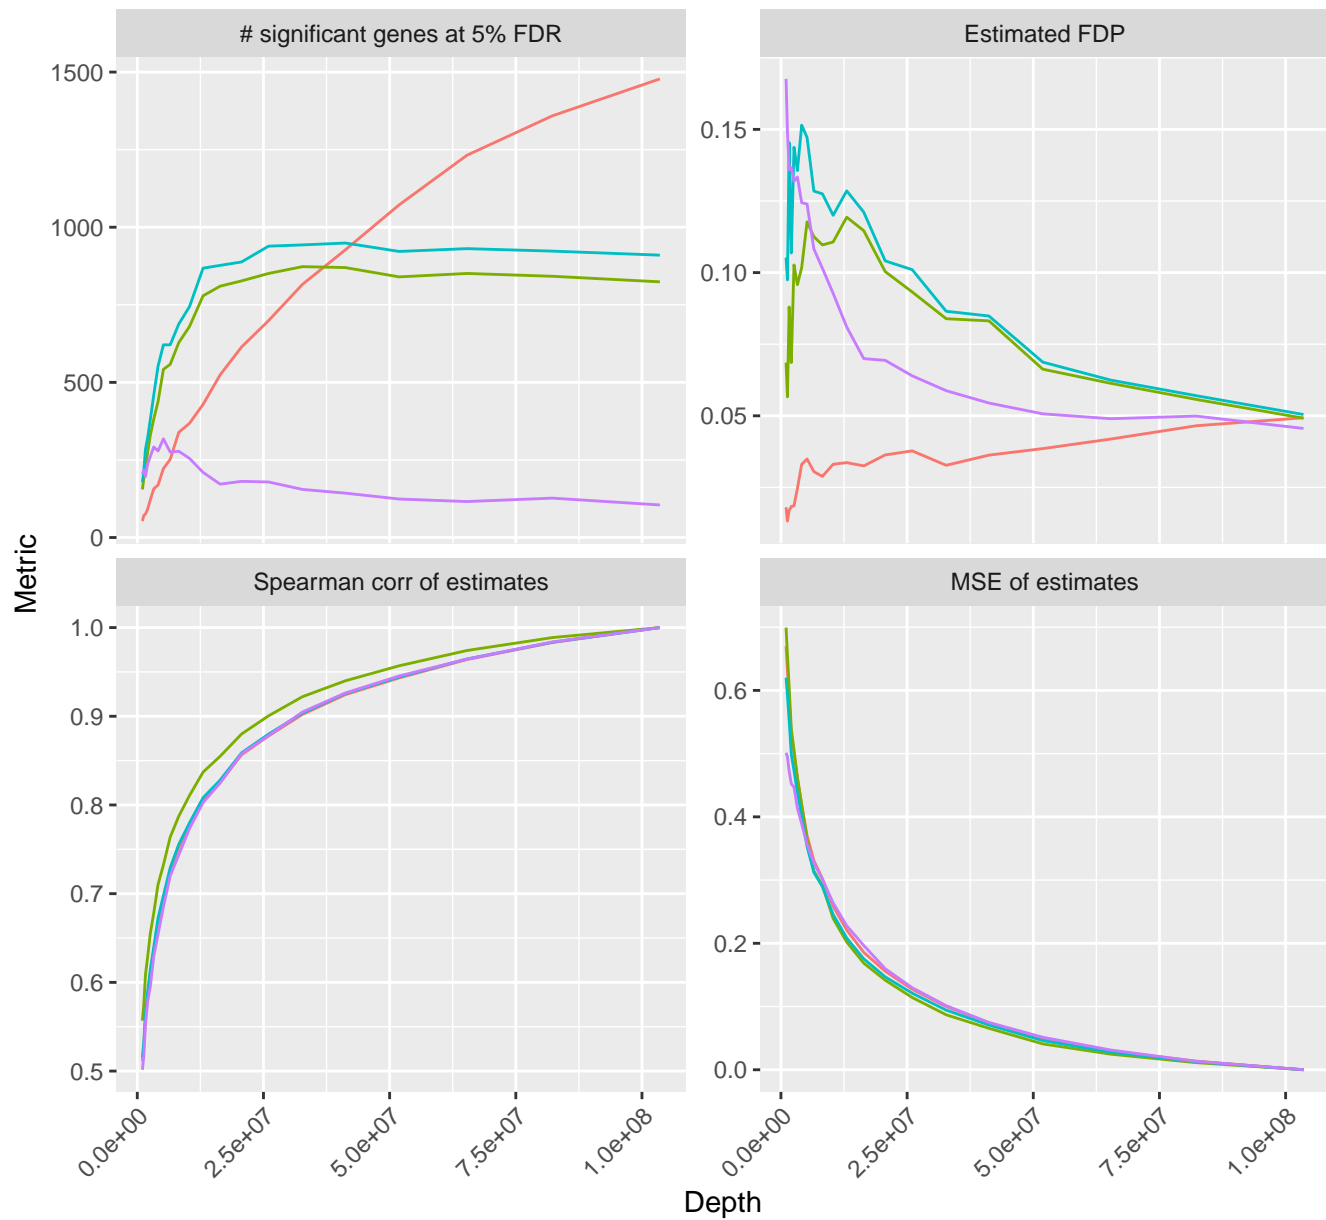 # significant genes at 5% FDR
Estimated FDP
1500
1000
500
0
0.15
0.10
0.05
Metric
Spearman corr of estimates
MSE of estimates
1.0
0.9
0.8
0.7
0.6
0.5
0.6
0.4
0.2
0.0
0.0e+00
2.5e+07
5.0e+07
7.5e+07
1.0e+08
0.0e+00
2.5e+07
5.0e+07
7.5e+07
1.0e+08
Depth